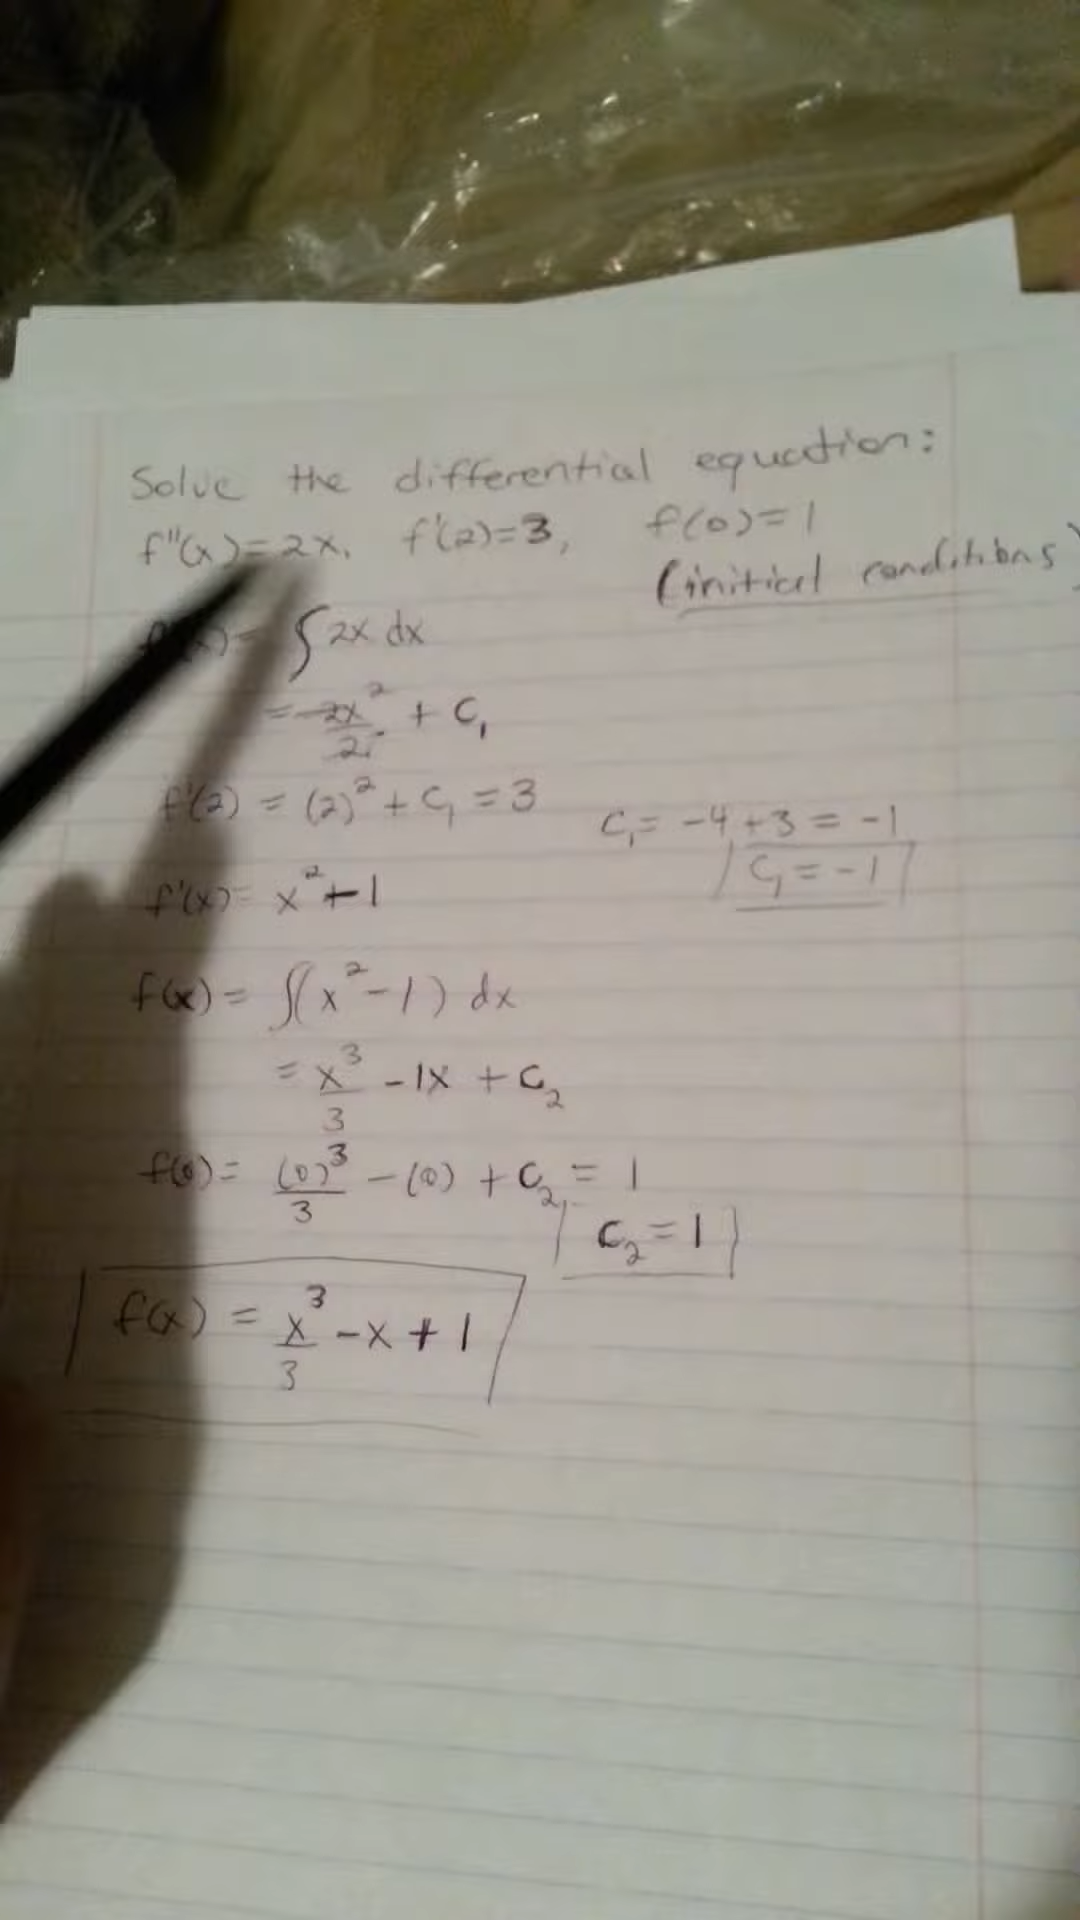 Solve the differential equation:
f''(x)=2x, f'(2)=3, f(0)=1
(initial conditions)
f'(x)= ∫2x dx
= 2x²/2 + C₁
f'(2) = (2)² + C₁ = 3
C₁ = -4 + 3 = -1
C₁ = -1
f'(x)= x² + -1
f(x) = ∫(x² - 1) dx
= x³/3 - 1x + C₂
f(0) = (0)³/3 - (0) + C₂ = 1
C₂ = 1
f(x) = x³/3 - x + 1